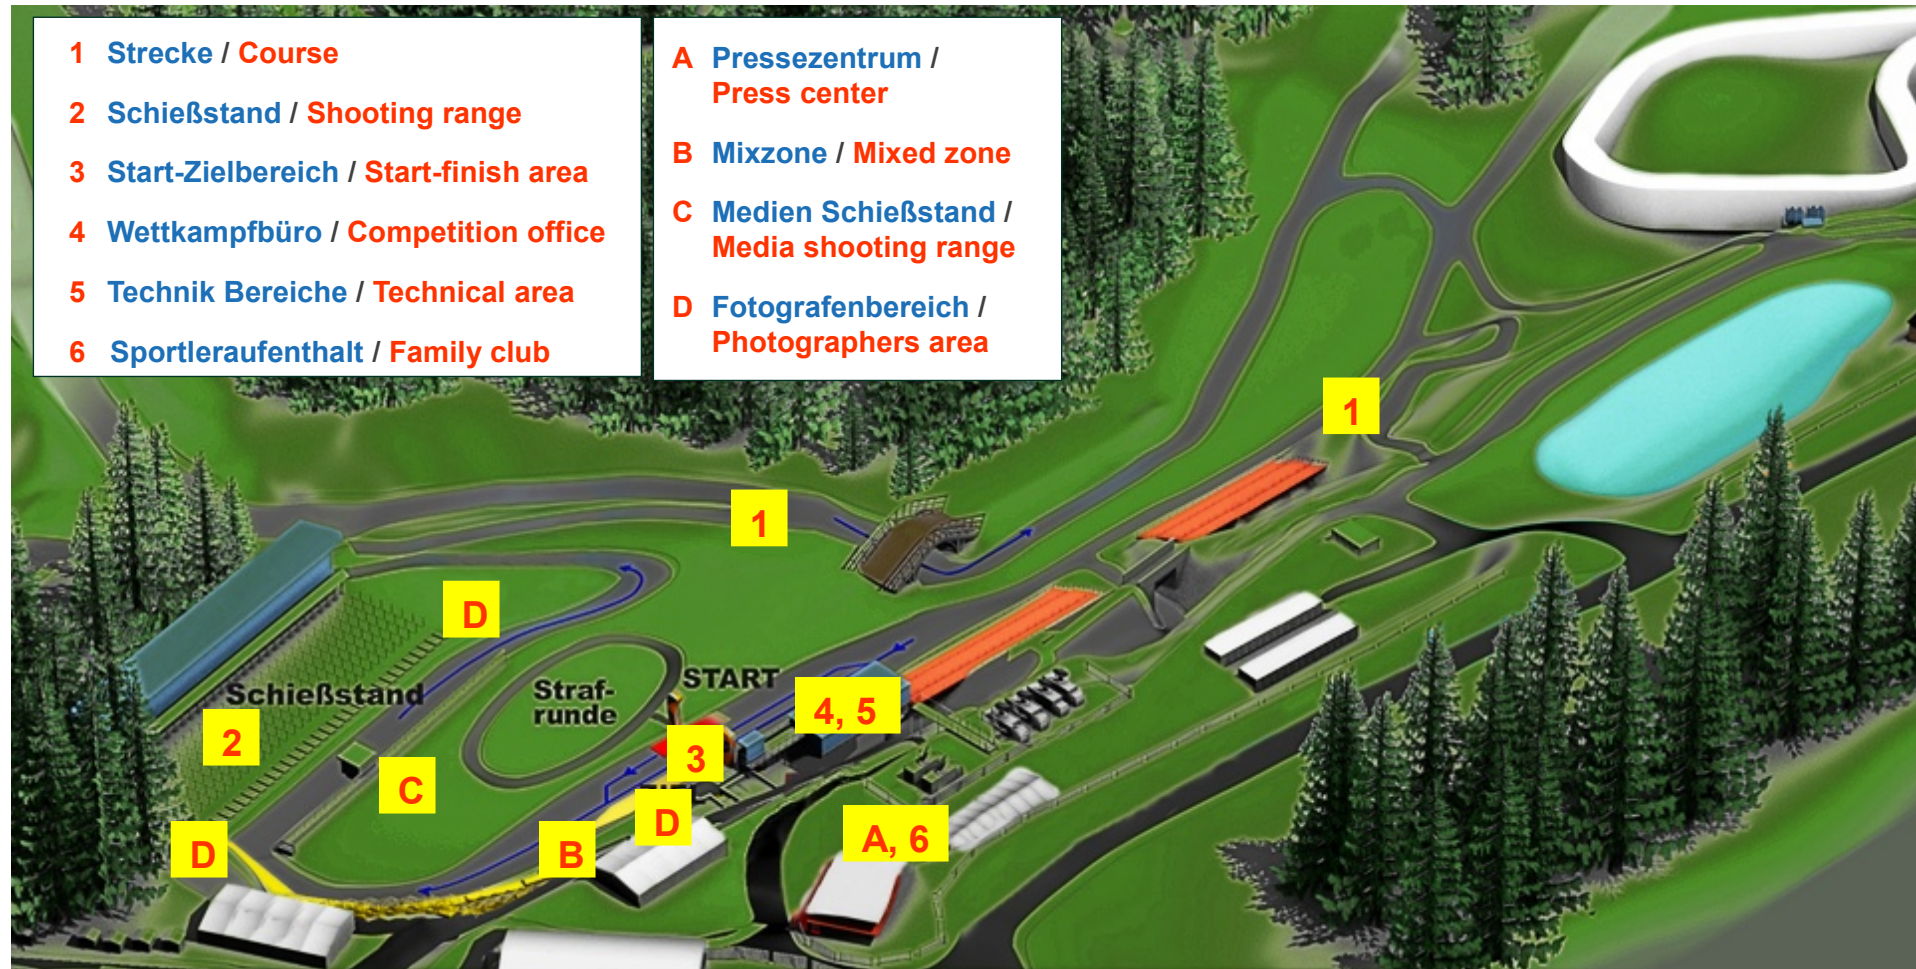 1 Strecke / Course
2 Schießstand / Shooting range
3 Start-Zielbereich / Start-finish area
4 Wettkampfbüro / Competition office
5 Technik Bereiche / Technical area
6 Sportleraufenthalt / Family club
A Pressezentrum /
Press center
B Mixzone / Mixed zone
C Medien Schießstand /
Media shooting range
D Fotografenbereich /
Photographers area
1
1
D
Schießstand
Straf-
runde
START
4, 5
2
3
C
D
D
B
A, 6